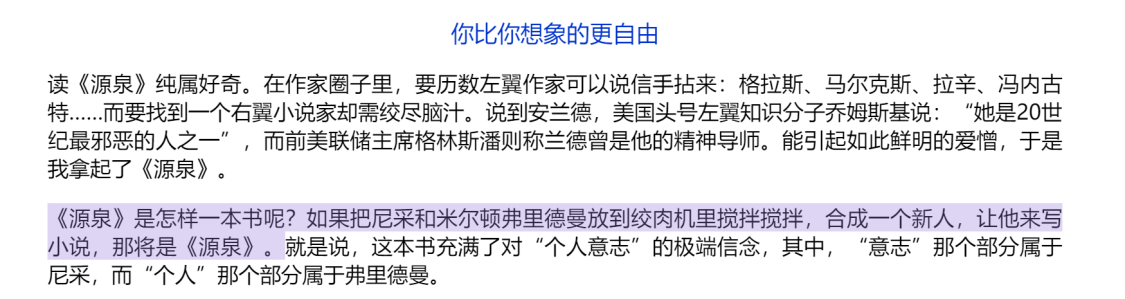 你比你想象的更自由
读《源泉》纯属好奇。在作家圈子里，要历数左翼作家可以说信手拈来：格拉斯、马尔克斯、拉辛、冯内古
特……而要找到一个右翼小说家却需绞尽脑汁。说到安兰德，美国头号左翼知识分子乔姆斯基说：“她是20世
纪最邪恶的人之一”，而前美联储主席格林斯潘则称兰德曾是他的精神导师。能引起如此鲜明的爱憎，于是
我拿起了《源泉》。
《源泉》是怎样一本书呢？如果把尼采和米尔顿弗里德曼放到绞肉机里搅拌搅拌，合成一个新人，让他来写
小说，那将是《源泉》。就是说，这本书充满了对“个人意志”的极端信念，其中，“意志”那个部分属于
尼采，而“个人”那个部分属于弗里德曼。